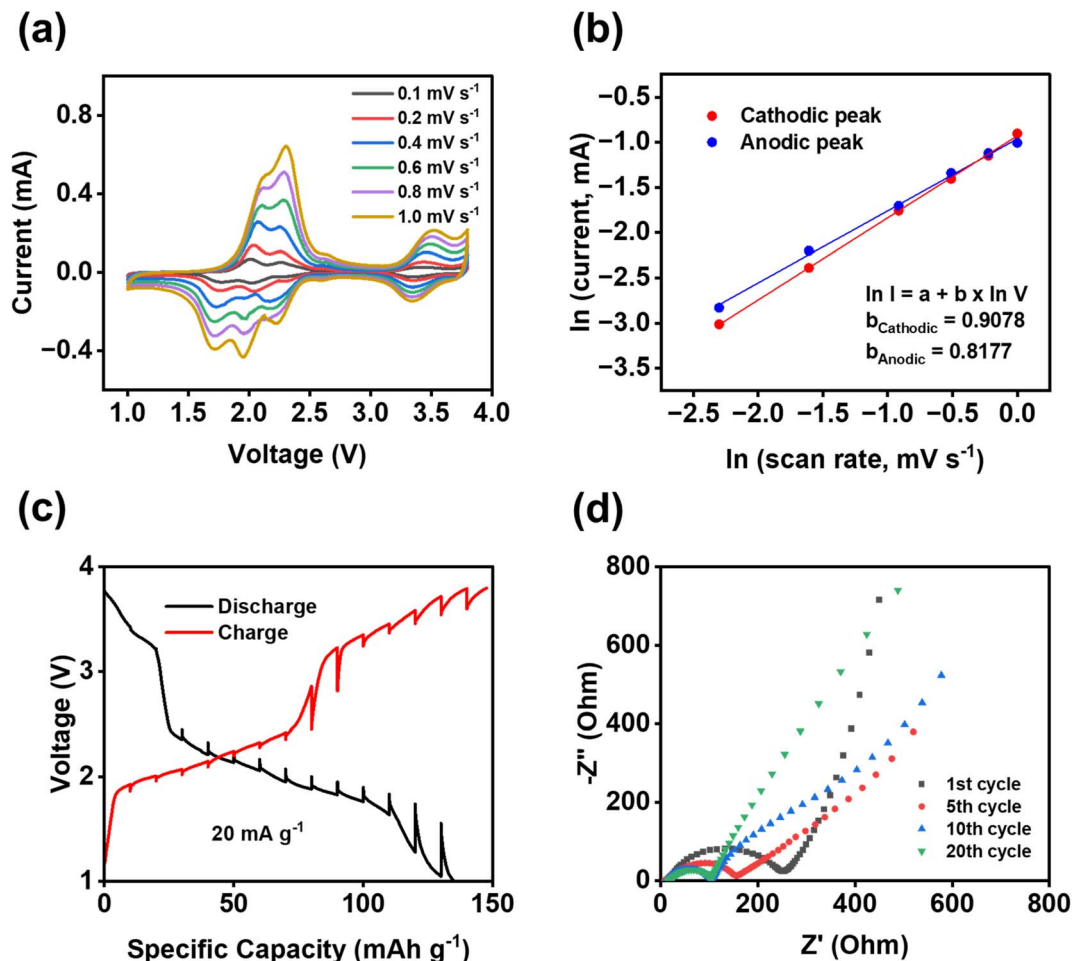 (a)
0.8
0.4
0.0
−0.4
Current (mA)
0.1 mV s⁻¹
0.2 mV s⁻¹
0.4 mV s⁻¹
0.6 mV s⁻¹
0.8 mV s⁻¹
1.0 mV s⁻¹
1.0 1.5 2.0 2.5 3.0 3.5 4.0
Voltage (V)
(b)
−0.5
−1.0
−1.5
−2.0
−2.5
−3.0
−3.5
ln (current, mA)
Cathodic peak
Anodic peak
ln I = a + b x ln V
b_Cathodic = 0.9078
b_Anodic = 0.8177
−2.5 −2.0 −1.5 −1.0 −0.5 0.0
ln (scan rate, mV s⁻¹)
(c)
4
3
2
1
Voltage (V)
Discharge
Charge
20 mA g⁻¹
0 50 100 150
Specific Capacity (mAh g⁻¹)
(d)
800
600
400
200
0
-Z'' (Ohm)
1st cycle
5th cycle
10th cycle
20th cycle
0 200 400 600 800
Z' (Ohm)